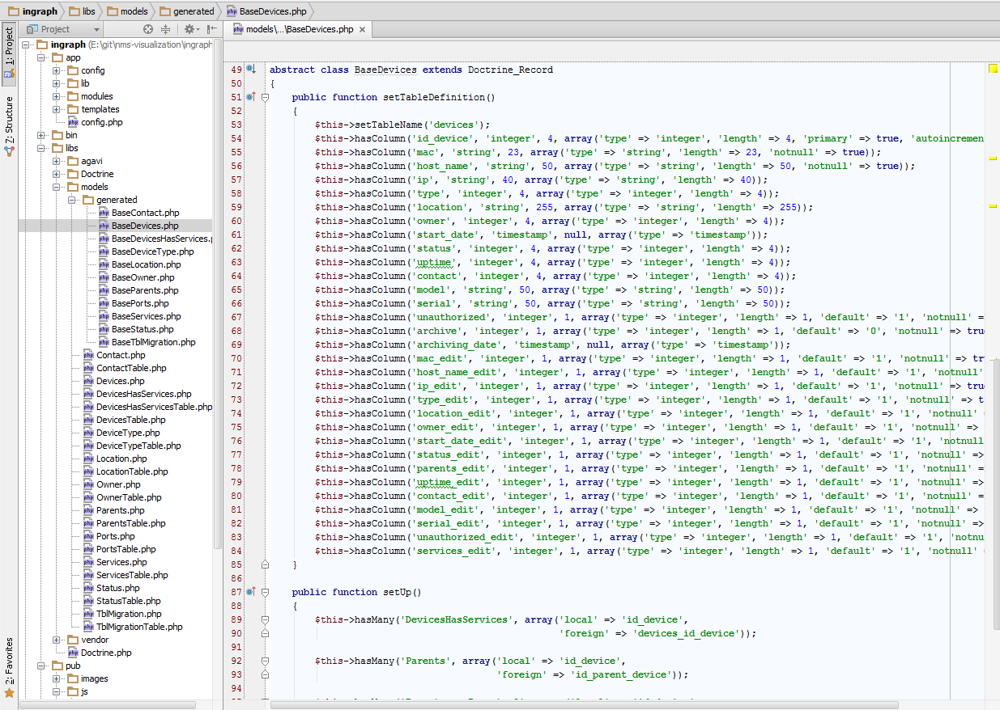 ingraph libs models generated BaseDevices.php
Project
models\...\BaseDevices.php
1: Project
Z: Structure
2: Favorites
ingraph (E:\git\nms-visualization\ingraph
app
config
lib
modules
templates
config.php
bin
libs
agavi
Doctrine
models
generated
BaseContact.php
BaseDevices.php
BaseDevicesHasServices.p
BaseDeviceType.php
BaseLocation.php
BaseOwner.php
BaseParents.php
BasePorts.php
BaseServices.php
BaseStatus.php
BaseTblMigration.php
Contact.php
ContactTable.php
Devices.php
DevicesHasServices.php
DevicesHasServicesTable.php
DevicesTable.php
DeviceType.php
DeviceTypeTable.php
Location.php
LocationTable.php
Owner.php
OwnerTable.php
Parents.php
ParentsTable.php
Ports.php
PortsTable.php
Services.php
ServicesTable.php
Status.php
StatusTable.php
TblMigration.php
TblMigrationTable.php
vendor
Doctrine.php
pub
images
js
49 abstract class BaseDevices extends Doctrine_Record
50 {
51 public function setTableDefinition()
52 {
53 $this->setTableName('devices');
54 $this->hasColumn('id_device', 'integer', 4, array('type' => 'integer', 'length' => 4, 'primary' => true, 'autoincremen
55 $this->hasColumn('mac', 'string', 23, array('type' => 'string', 'length' => 23, 'notnull' => true));
56 $this->hasColumn('host_name', 'string', 50, array('type' => 'string', 'length' => 50, 'notnull' => true));
57 $this->hasColumn('ip', 'string', 40, array('type' => 'string', 'length' => 40));
58 $this->hasColumn('type', 'integer', 4, array('type' => 'integer', 'length' => 4));
59 $this->hasColumn('location', 'string', 255, array('type' => 'string', 'length' => 255));
60 $this->hasColumn('owner', 'integer', 4, array('type' => 'integer', 'length' => 4));
61 $this->hasColumn('start_date', 'timestamp', null, array('type' => 'timestamp'));
62 $this->hasColumn('status', 'integer', 4, array('type' => 'integer', 'length' => 4));
63 $this->hasColumn('uptime', 'integer', 4, array('type' => 'integer', 'length' => 4));
64 $this->hasColumn('contact', 'integer', 4, array('type' => 'integer', 'length' => 4));
65 $this->hasColumn('model', 'string', 50, array('type' => 'string', 'length' => 50));
66 $this->hasColumn('serial', 'string', 50, array('type' => 'string', 'length' => 50));
67 $this->hasColumn('unauthorized', 'integer', 1, array('type' => 'integer', 'length' => 1, 'default' => '1', 'notnull' =
68 $this->hasColumn('archive', 'integer', 1, array('type' => 'integer', 'length' => 1, 'default' => '0', 'notnull' => true
69 $this->hasColumn('archiving_date', 'timestamp', null, array('type' => 'timestamp'));
70 $this->hasColumn('mac_edit', 'integer', 1, array('type' => 'integer', 'length' => 1, 'default' => '1', 'notnull' => tr
71 $this->hasColumn('host_name_edit', 'integer', 1, array('type' => 'integer', 'length' => 1, 'default' => '1', 'notnull'
72 $this->hasColumn('ip_edit', 'integer', 1, array('type' => 'integer', 'length' => 1, 'default' => '1', 'notnull' => true
73 $this->hasColumn('type_edit', 'integer', 1, array('type' => 'integer', 'length' => 1, 'default' => '1', 'notnull' => t
74 $this->hasColumn('location_edit', 'integer', 1, array('type' => 'integer', 'length' => 1, 'default' => '1', 'notnull'
75 $this->hasColumn('owner_edit', 'integer', 1, array('type' => 'integer', 'length' => 1, 'default' => '1', 'notnull' =>
76 $this->hasColumn('start_date_edit', 'integer', 1, array('type' => 'integer', 'length' => 1, 'default' => '1', 'notnull
77 $this->hasColumn('status_edit', 'integer', 1, array('type' => 'integer', 'length' => 1, 'default' => '1', 'notnull' =>
78 $this->hasColumn('parents_edit', 'integer', 1, array('type' => 'integer', 'length' => 1, 'default' => '1', 'notnull' =
79 $this->hasColumn('uptime_edit', 'integer', 1, array('type' => 'integer', 'length' => 1, 'default' => '1', 'notnull' =>
80 $this->hasColumn('contact_edit', 'integer', 1, array('type' => 'integer', 'length' => 1, 'default' => '1', 'notnull' =
81 $this->hasColumn('model_edit', 'integer', 1, array('type' => 'integer', 'length' => 1, 'default' => '1', 'notnull' =>
82 $this->hasColumn('serial_edit', 'integer', 1, array('type' => 'integer', 'length' => 1, 'default' => '1', 'notnull' =>
83 $this->hasColumn('unauthorized_edit', 'integer', 1, array('type' => 'integer', 'length' => 1, 'default' => '1', 'notnu
84 $this->hasColumn('services_edit', 'integer', 1, array('type' => 'integer', 'length' => 1, 'default' => '1', 'notnull' =
85 }
86
87 public function setUp()
88 {
89 $this->hasMany('DevicesHasServices', array('local' => 'id_device',
90 'foreign' => 'devices_id_device'));
91
92 $this->hasMany('Parents', array('local' => 'id_device',
93 'foreign' => 'id_parent_device'));
94